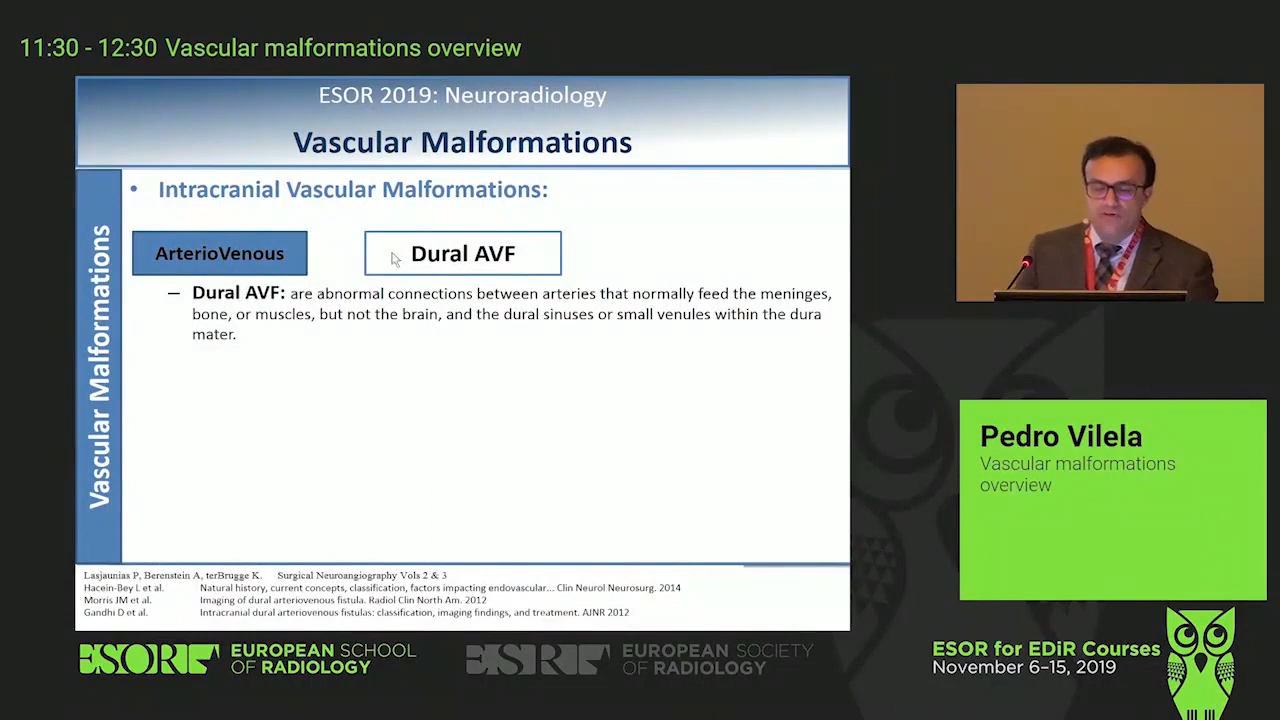 11:30 - 12:30 Vascular malformations overview
ESOR 2019: Neuroradiology
Vascular Malformations
Vascular Malformations
• Intracranial Vascular Malformations:
ArterioVenous
Dural AVF
– Dural AVF: are abnormal connections between arteries that normally feed the meninges,
bone, or muscles, but not the brain, and the dural sinuses or small venules within the dura
mater.
Lasjaunias P, Berenstein A, terBrugge K. Surgical Neuroangiography Vols 2 & 3
Hacein-Bey L et al. Natural history, current concepts, classification, factors impacting endovascular... Clin Neurol Neurosurg. 2014
Morris JM et al. Imaging of dural arteriovenous fistula. Radiol Clin North Am. 2012
Gandhi D et al. Intracranial dural arteriovenous fistulas: classification, imaging findings, and treatment. AJNR 2012
Pedro Vilela
Vascular malformations
overview
ESOR EUROPEAN SCHOOL
OF RADIOLOGY
ESR EUROPEAN SOCIETY
OF RADIOLOGY
ESOR for EDiR Courses
November 6–15, 2019